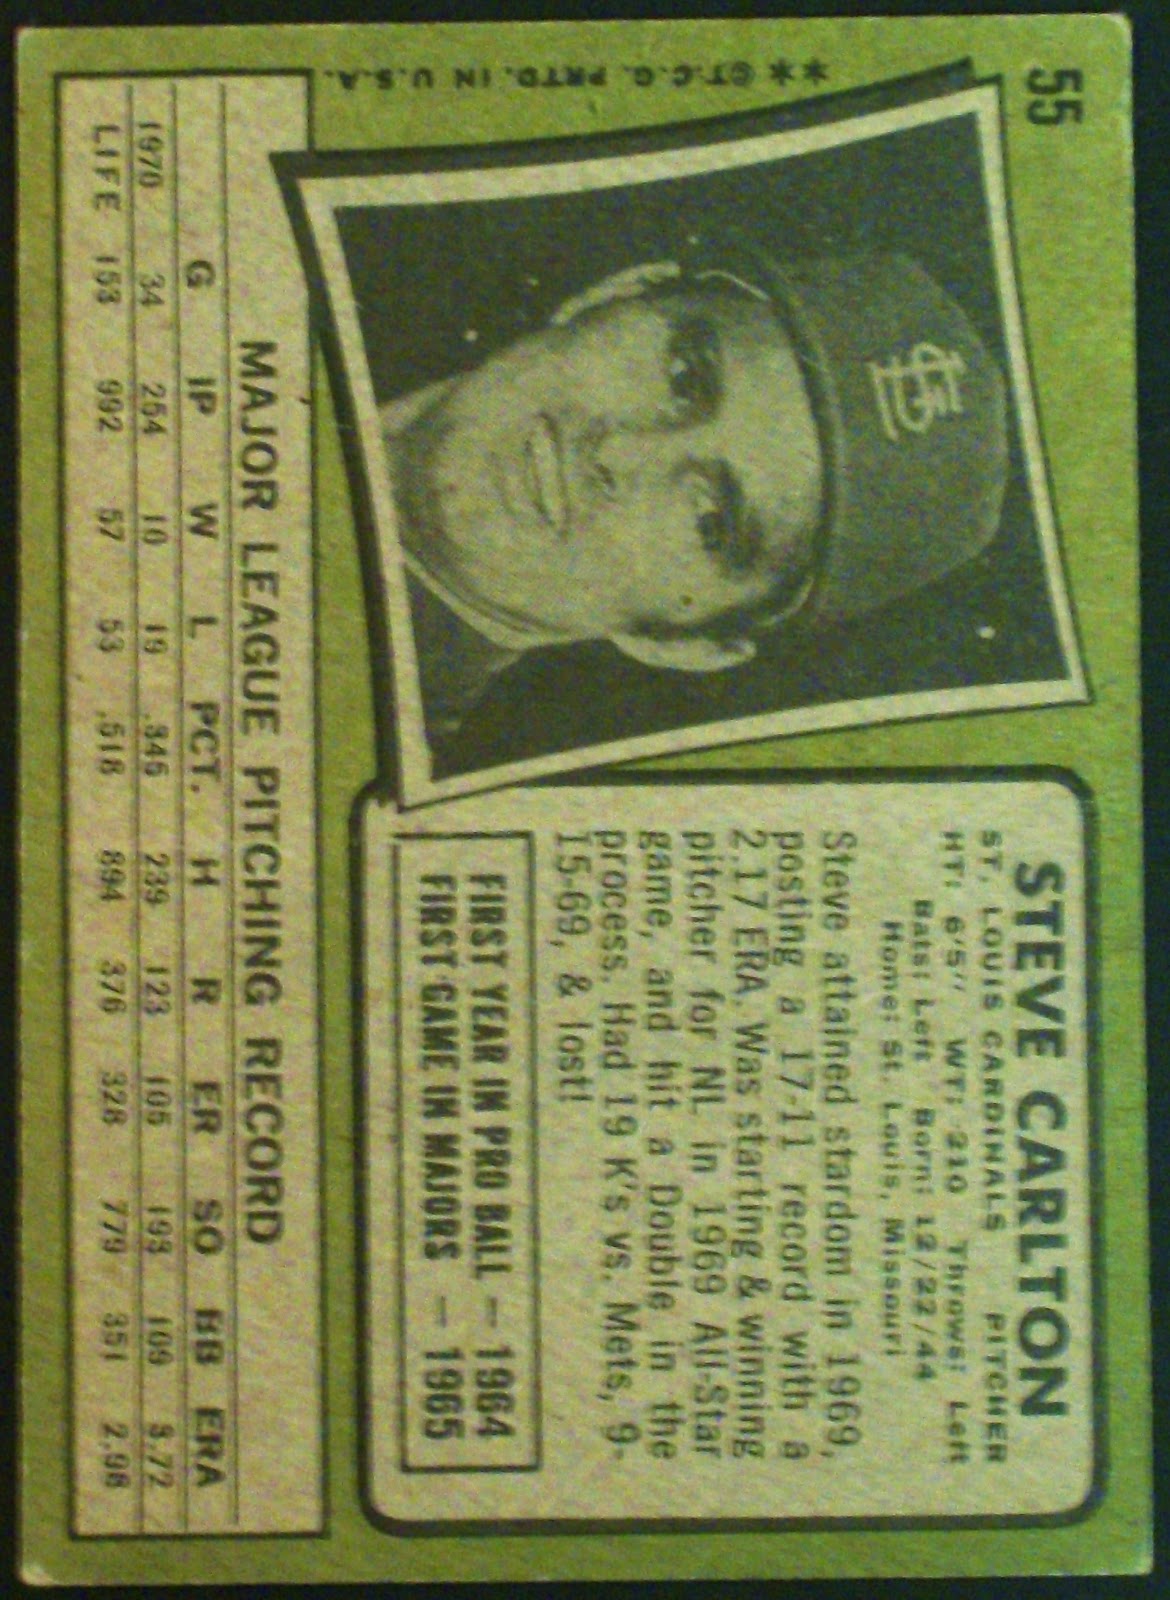 55
** ©T.C.G. PRTD. IN U.S.A.
STEVE CARLTON
ST. LOUIS CARDINALS PITCHER
HT: 6'5" WT: 210 Throws: Left
Bats: Left Born: 12/22/44
Home: St. Louis, Missouri
Steve attained stardom in 1969,
posting a 17-11 record with a
2.17 ERA. Was starting & winning
pitcher for NL in 1969 All-Star
game, and hit a Double in the
process. Had 19 K's vs. Mets, 9-
15-69, & lost!
FIRST YEAR IN PRO BALL – 1964
FIRST GAME IN MAJORS – 1965
MAJOR LEAGUE PITCHING RECORD
G IP W L PCT. H R ER SO BB ERA
1970 34 254 10 19 .345 239 123 105 193 109 3.72
LIFE 153 992 57 53 .518 894 376 328 779 351 2.98